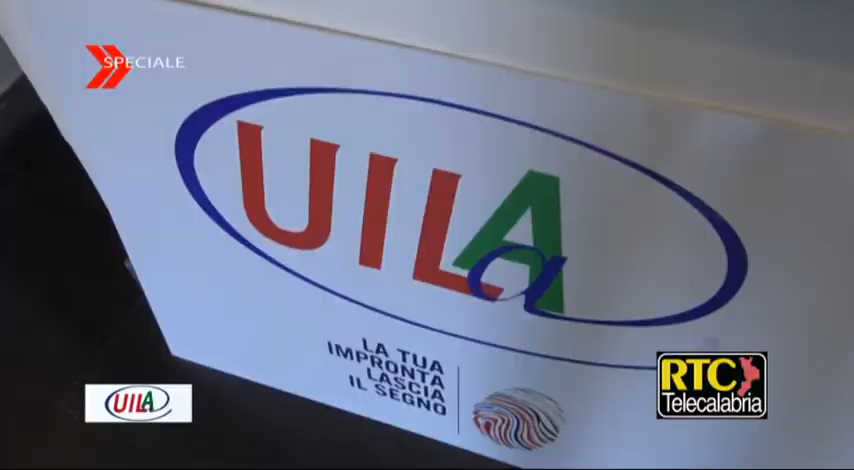 SPECIALE
UILA
LA TUA
IMPRONTA
LASCIA
IL SEGNO
UILA
RTC
Telecalabria